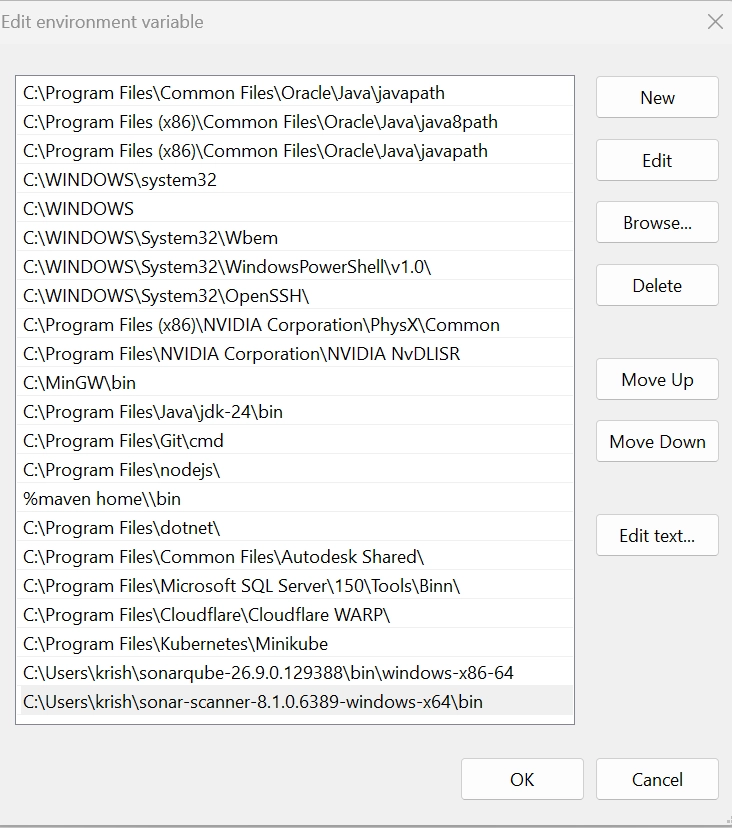 Edit environment variable
C:\Program Files\Common Files\Oracle\Java\javapath
C:\Program Files (x86)\Common Files\Oracle\Java\java8path
C:\Program Files (x86)\Common Files\Oracle\Java\javapath
C:\WINDOWS\system32
C:\WINDOWS
C:\WINDOWS\System32\Wbem
C:\WINDOWS\System32\WindowsPowerShell\v1.0\
C:\WINDOWS\System32\OpenSSH\
C:\Program Files (x86)\NVIDIA Corporation\PhysX\Common
C:\Program Files\NVIDIA Corporation\NVIDIA NvDLISR
C:\MinGW\bin
C:\Program Files\Java\jdk-24\bin
C:\Program Files\Git\cmd
C:\Program Files\nodejs\
%maven home\\bin
C:\Program Files\dotnet\
C:\Program Files\Common Files\Autodesk Shared\
C:\Program Files\Microsoft SQL Server\150\Tools\Binn\
C:\Program Files\Cloudflare\Cloudflare WARP\
C:\Program Files\Kubernetes\Minikube
C:\Users\krish\sonarqube-26.9.0.129388\bin\windows-x86-64
C:\Users\krish\sonar-scanner-8.1.0.6389-windows-x64\bin
New
Edit
Browse...
Delete
Move Up
Move Down
Edit text...
OK
Cancel